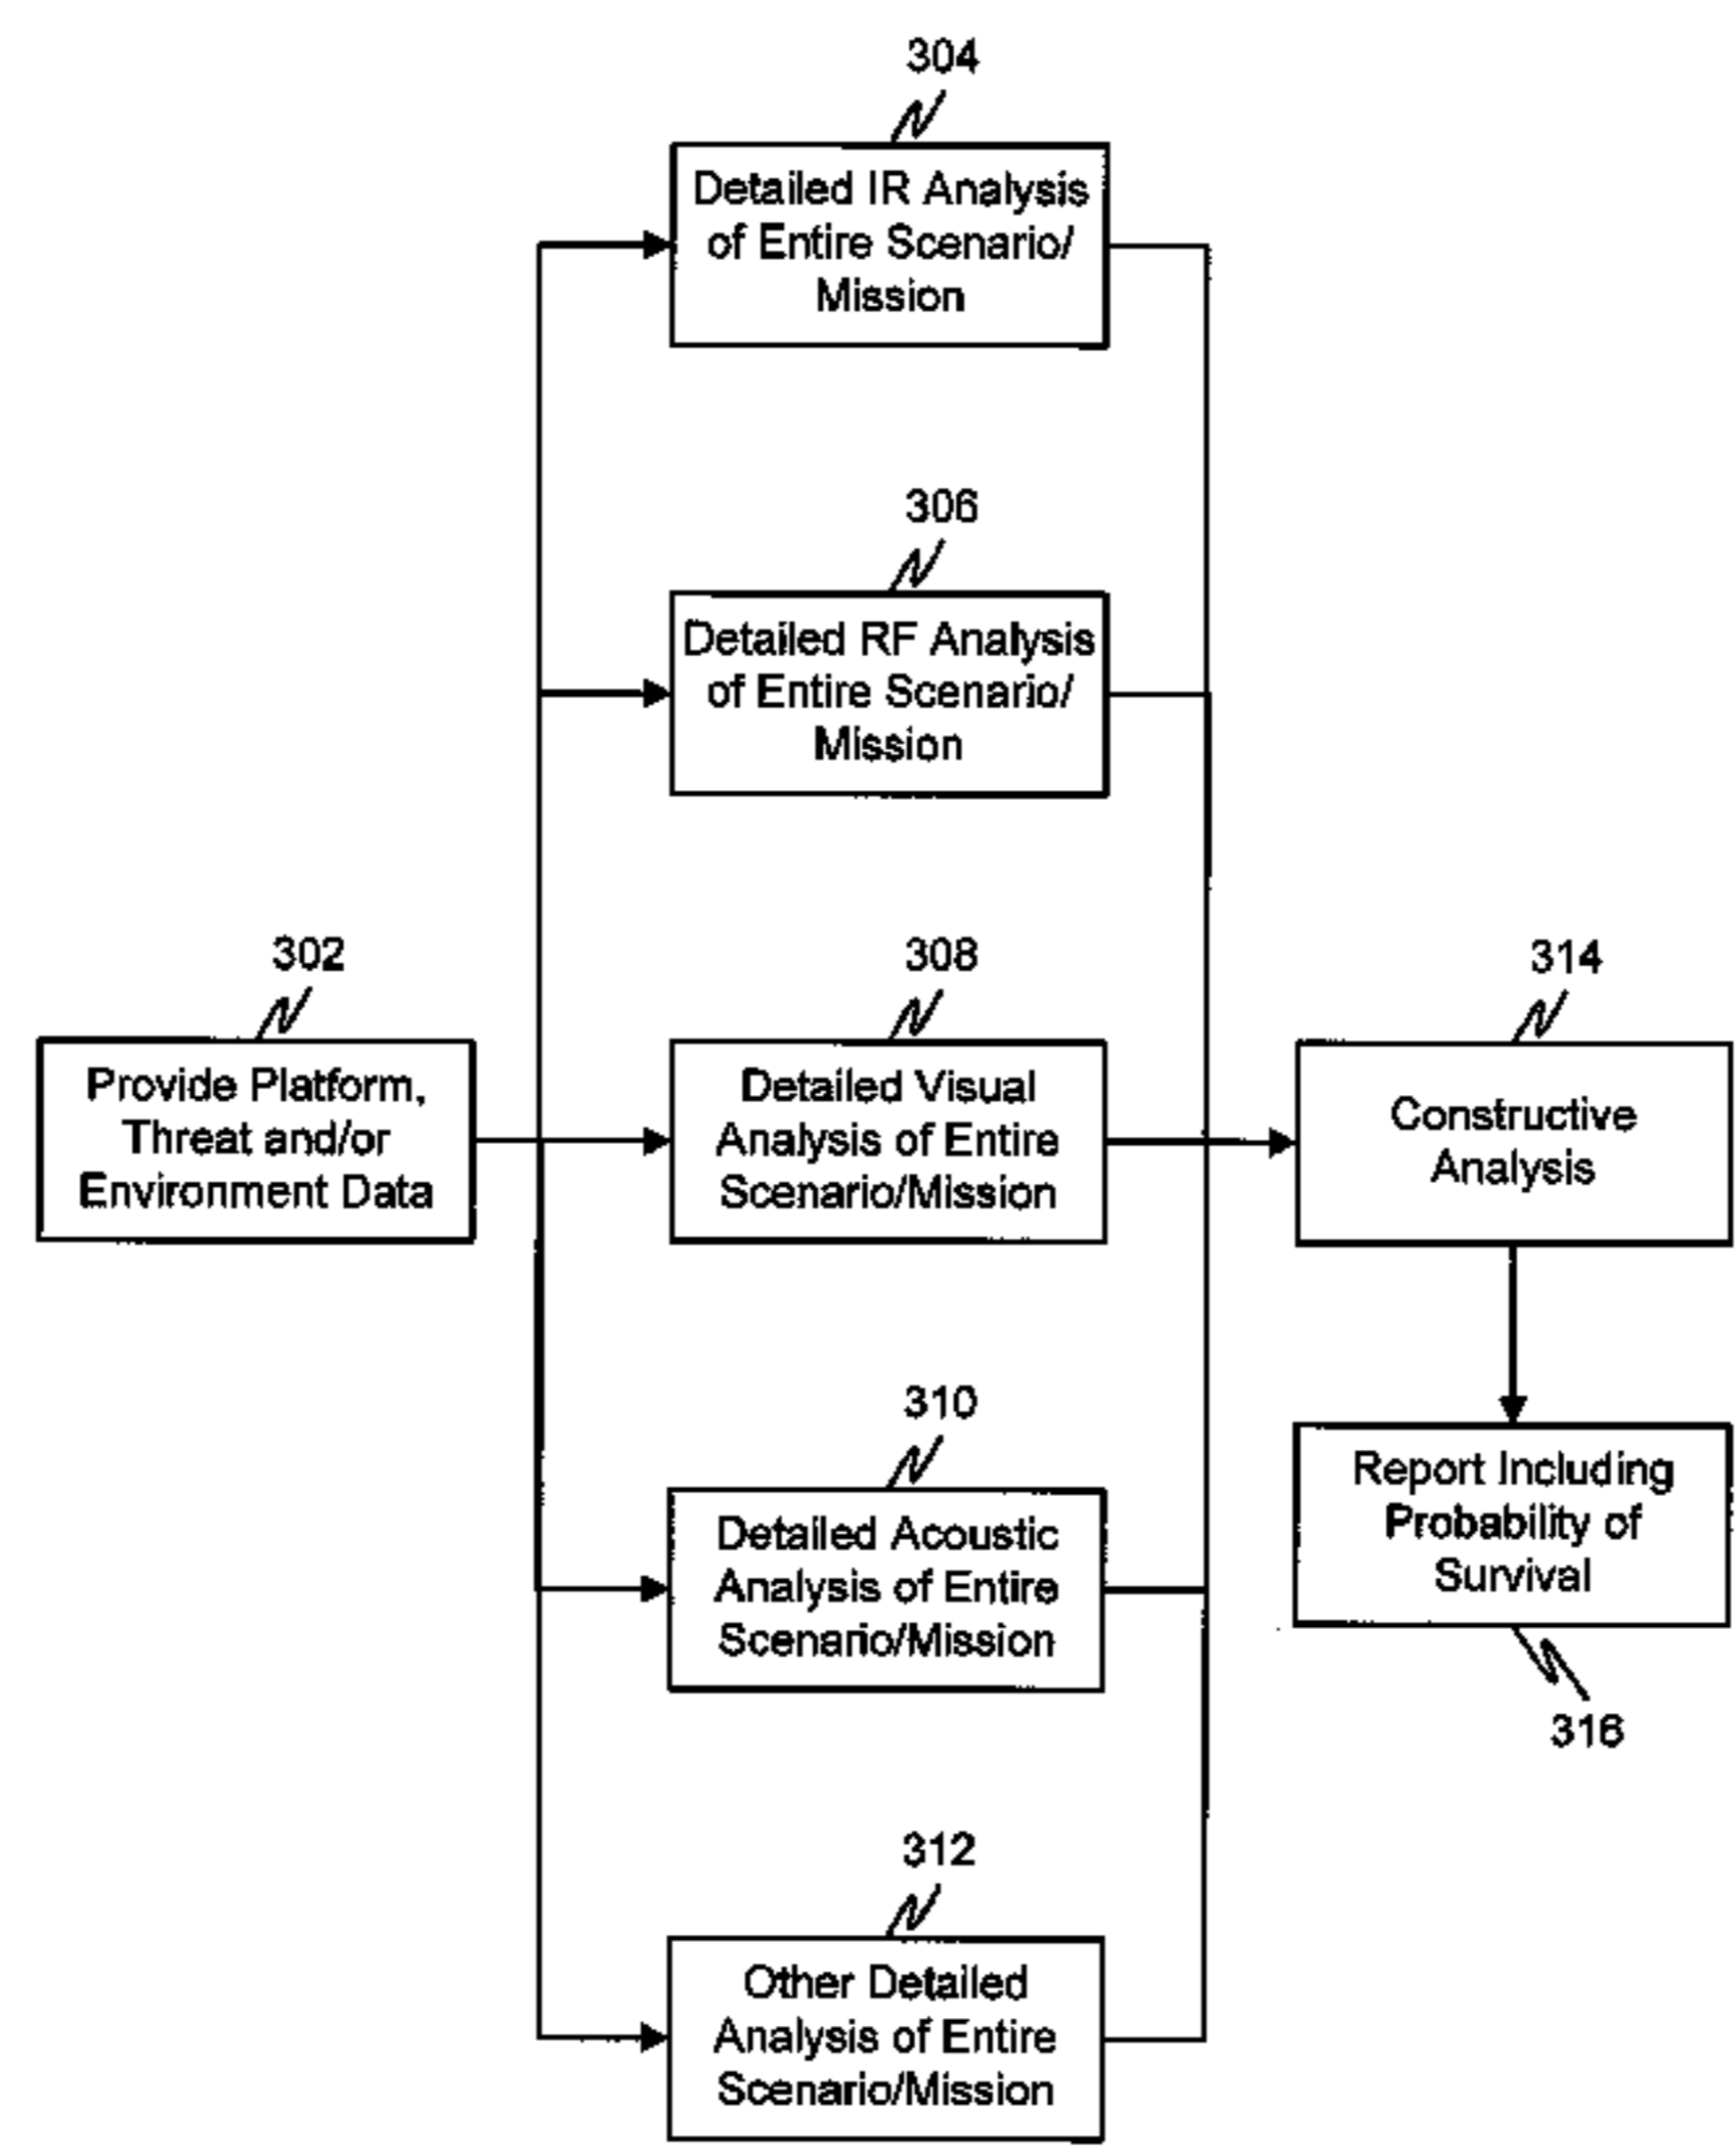 304
Detailed IR Analysis
of Entire Scenario/
Mission
306
Detailed RF Analysis
of Entire Scenario/
Mission
302
Provide Platform,
Threat and/or
Environment Data
308
Detailed Visual
Analysis of Entire
Scenario/Mission
314
Constructive
Analysis
310
Detailed Acoustic
Analysis of Entire
Scenario/Mission
Report Including
Probability of
Survival
316
312
Other Detailed
Analysis of Entire
Scenario/Mission